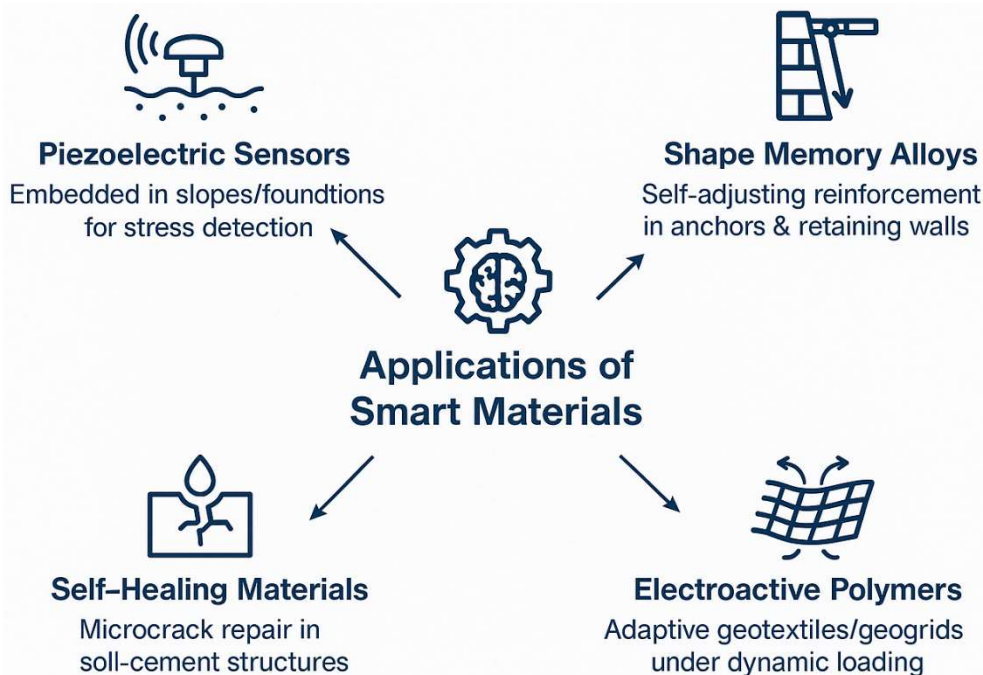 Piezoelectric Sensors
Embedded in slopes/foundtions
for stress detection
Shape Memory Alloys
Self-adjusting reinforcement
in anchors & retaining walls
Applications of
Smart Materials
Self–Healing Materials
Microcrack repair in
soll-cement structures
Electroactive Polymers
Adaptive geotextiles/geogrids
under dynamic loading